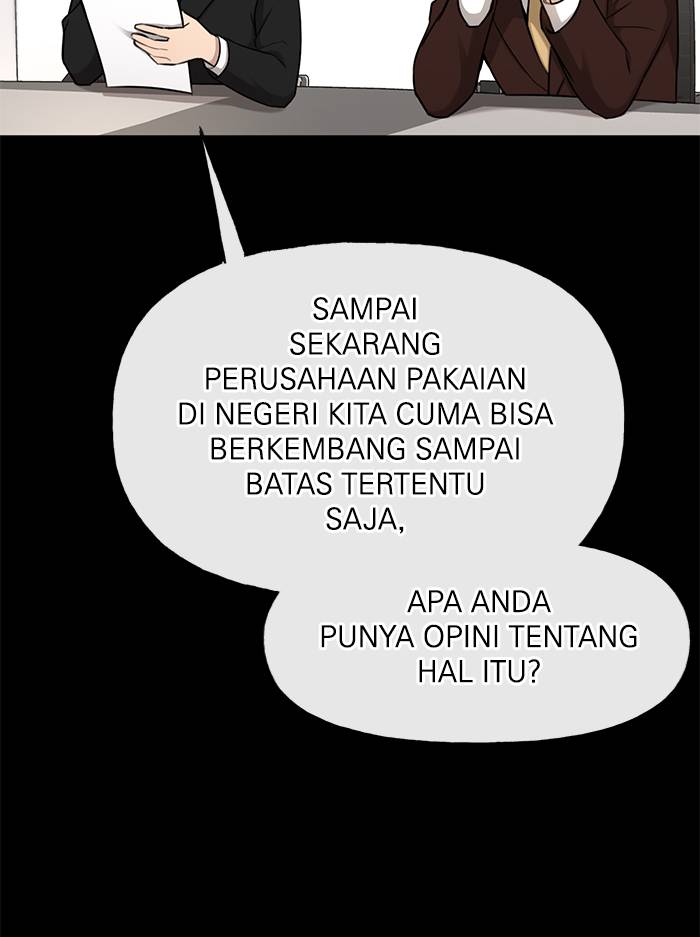 SAMPAI
SEKARANG
PERUSAHAAN PAKAIAN
DI NEGERI KITA CUMA BISA
BERKEMBANG SAMPAI
BATAS TERTENTU
SAJA,
APA ANDA
PUNYA OPINI TENTANG
HAL ITU?